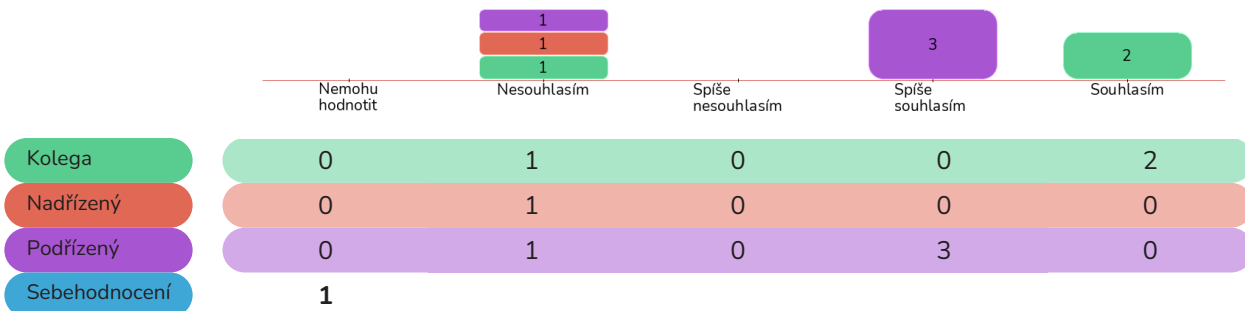 1
1
1
3
2
Nemohu
hodnotit
Nesouhlasím
Spíše
nesouhlasím
Spíše
souhlasím
Souhlasím
Kolega 0 1 0 0 2
Nadřízený 0 1 0 0 0
Podřízený 0 1 0 3 0
Sebehodnocení 1